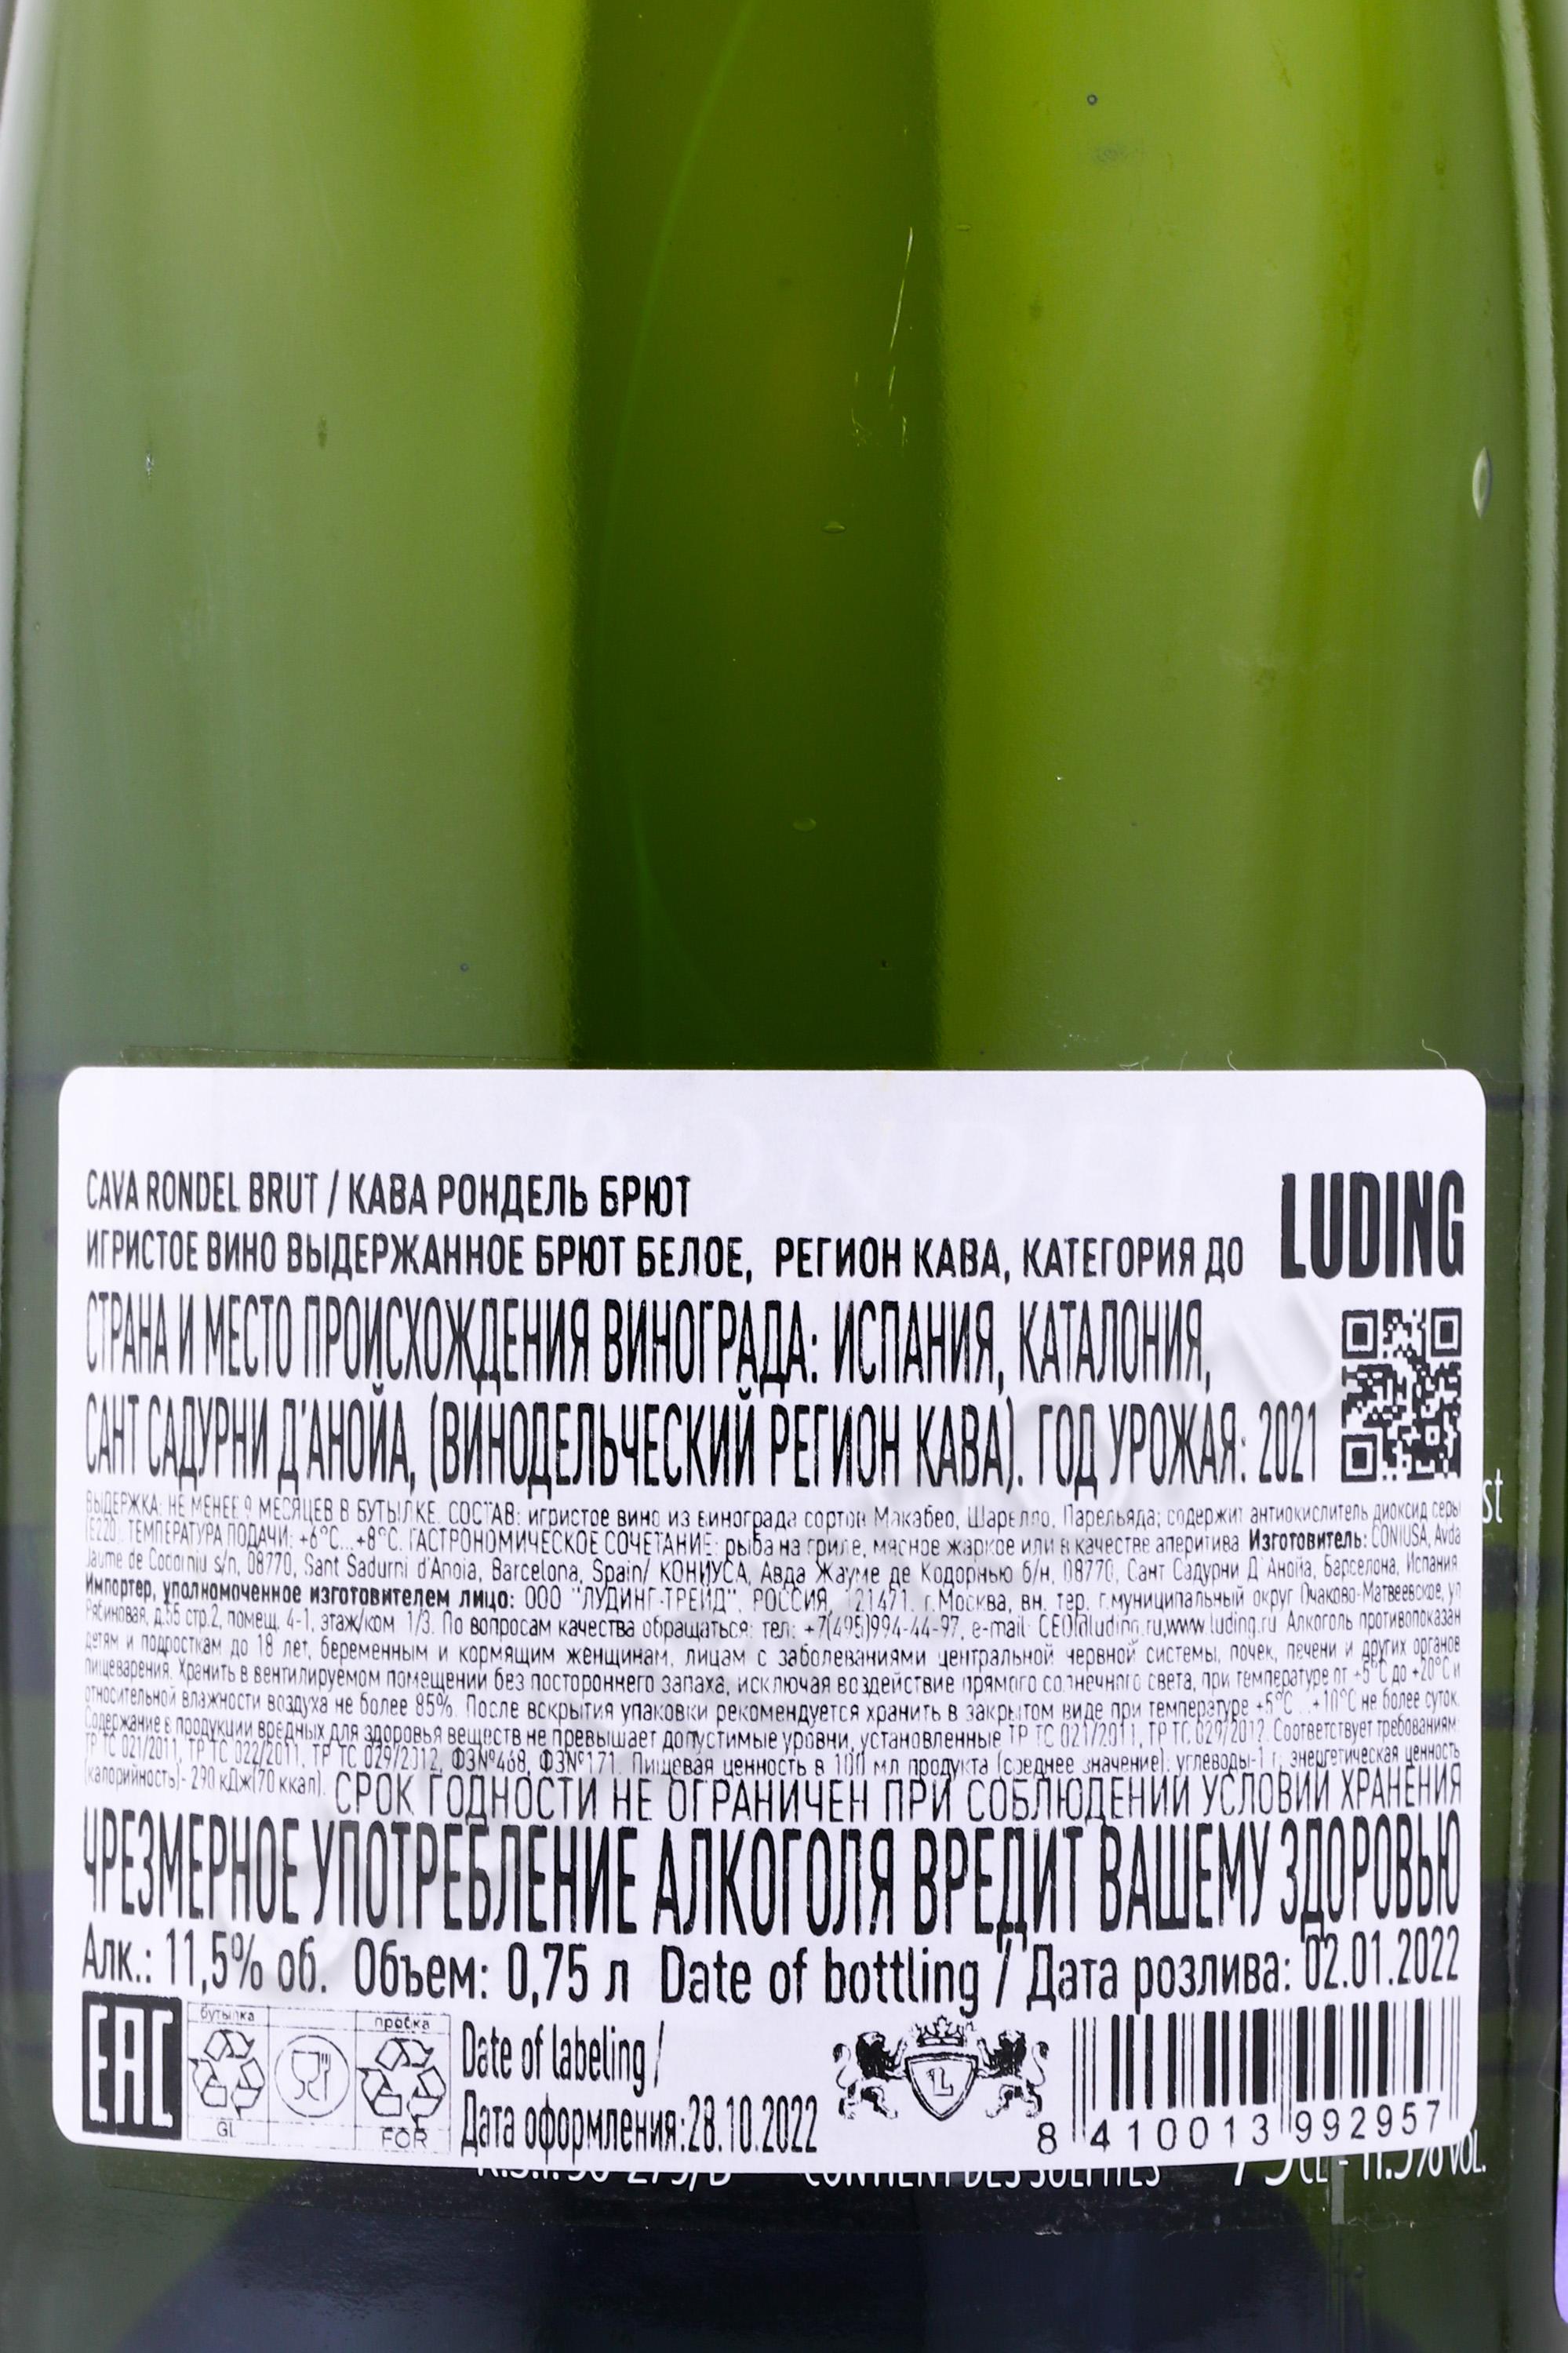 CAVA RONDEL BRUT / КАВА РОНДЕЛЬ БРЮТ
LUDING
ИГРИСТОЕ ВИНО ВЫДЕРЖАННОЕ БРЮТ БЕЛОЕ, РЕГИОН КАВА, КАТЕГОРИЯ ДО
СТРАНА И МЕСТО ПРОИСХОЖДЕНИЯ ВИНОГРАДА: ИСПАНИЯ, КАТАЛОНИЯ,
САНТ САДУРНИ Д'АНОЙА, (ВИНОДЕЛЬЧЕСКИЙ РЕГИОН КАВА). ГОД УРОЖАЯ: 2021
ВЫДЕРЖКА: НЕ МЕНЕЕ 9 МЕСЯЦЕВ В БУТЫЛКЕ. СОСТАВ: игристое вино из винограда сортов Макабео, Шарелло, Парельяда; содержит антиокислитель диоксид серы
(E220). ТЕМПЕРАТУРА ПОДАЧИ: +6°C...+8°C. ГАСТРОНОМИЧЕСКОЕ СОЧЕТАНИЕ: рыба на гриле, мясное жаркое или в качестве аперитива Изготовитель: CONIUSA, Avda
Jaume de Codorniu s/n, 08770, Sant Sadurni d'Anoia, Barcelona, Spain/ КОНИУСА, Авда Жауме де Кодорнью б/н, 08770, Сант Садурни Д'Анойа, Барселона, Испания
Импортер, уполномоченное изготовителем лицо: ООО "ЛУДИНГ-ТРЕЙД", РОССИЯ, 121471, г.Москва, вн. тер. г.муниципальный округ Очаково-Матвеевское, ул
Рябиновая, д.55 стр.2, помещ. 4-1, этаж/ком 1/3. По вопросам качества обращаться: тел: +7(495)994-44-97, e-mail: CEO@luding.ru,www.luding.ru Алкоголь противопоказан
детям и подросткам до 18 лет, беременным и кормящим женщинам, лицам с заболеваниями центральной нервной системы, почек, печени и других органов
пищеварения. Хранить в вентилируемом помещении без постороннего запаха, исключая воздействие прямого солнечного света, при температуре от +5°C до +20°C и
относительной влажности воздуха не более 85%. После вскрытия упаковки рекомендуется хранить в закрытом виде при температуре +5°C...+10°C не более суток.
Содержание в продукции вредных для здоровья веществ не превышает допустимые уровни, установленные ТР ТС 021/2011, ТР ТС 029/2012. Соответствует требованиям:
ТР ТС 021/2011, ТР ТС 022/2011, ТР ТС 029/2012, ФЗ№468, ФЗ№171. Пищевая ценность в 100 мл продукта (среднее значение): углеводы-1 г; энергетическая ценность
(калорийность)- 290 кДж(70 ккал). СРОК ГОДНОСТИ НЕ ОГРАНИЧЕН ПРИ СОБЛЮДЕНИИ УСЛОВИЙ ХРАНЕНИЯ
ЧРЕЗМЕРНОЕ УПОТРЕБЛЕНИЕ АЛКОГОЛЯ ВРЕДИТ ВАШЕМУ ЗДОРОВЬЮ
Алк.: 11,5% об. Объем: 0,75 л Date of bottling / Дата розлива: 02.01.2022
EAC
бутылка
GL
пробка
FOR
Date of labeling /
Дата оформления:28.10.2022
L
8 410013 992957
CONTIENT DES SULFITES 75CL - 11.5% VOL.